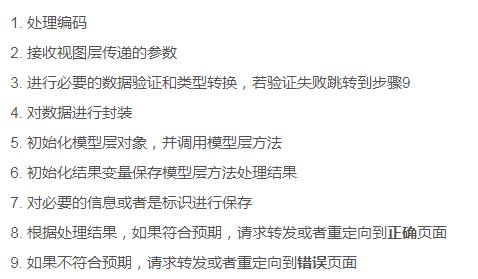 1. 处理编码
2. 接收视图层传递的参数
3. 进行必要的数据验证和类型转换，若验证失败跳转到步骤9
4. 对数据进行封装
5. 初始化模型层对象，并调用模型层方法
6. 初始化结果变量保存模型层方法处理结果
7. 对必要的信息或者是标识进行保存
8. 根据处理结果，如果符合预期，请求转发或者重定向到正确页面
9. 如果不符合预期，请求转发或者重定向到错误页面